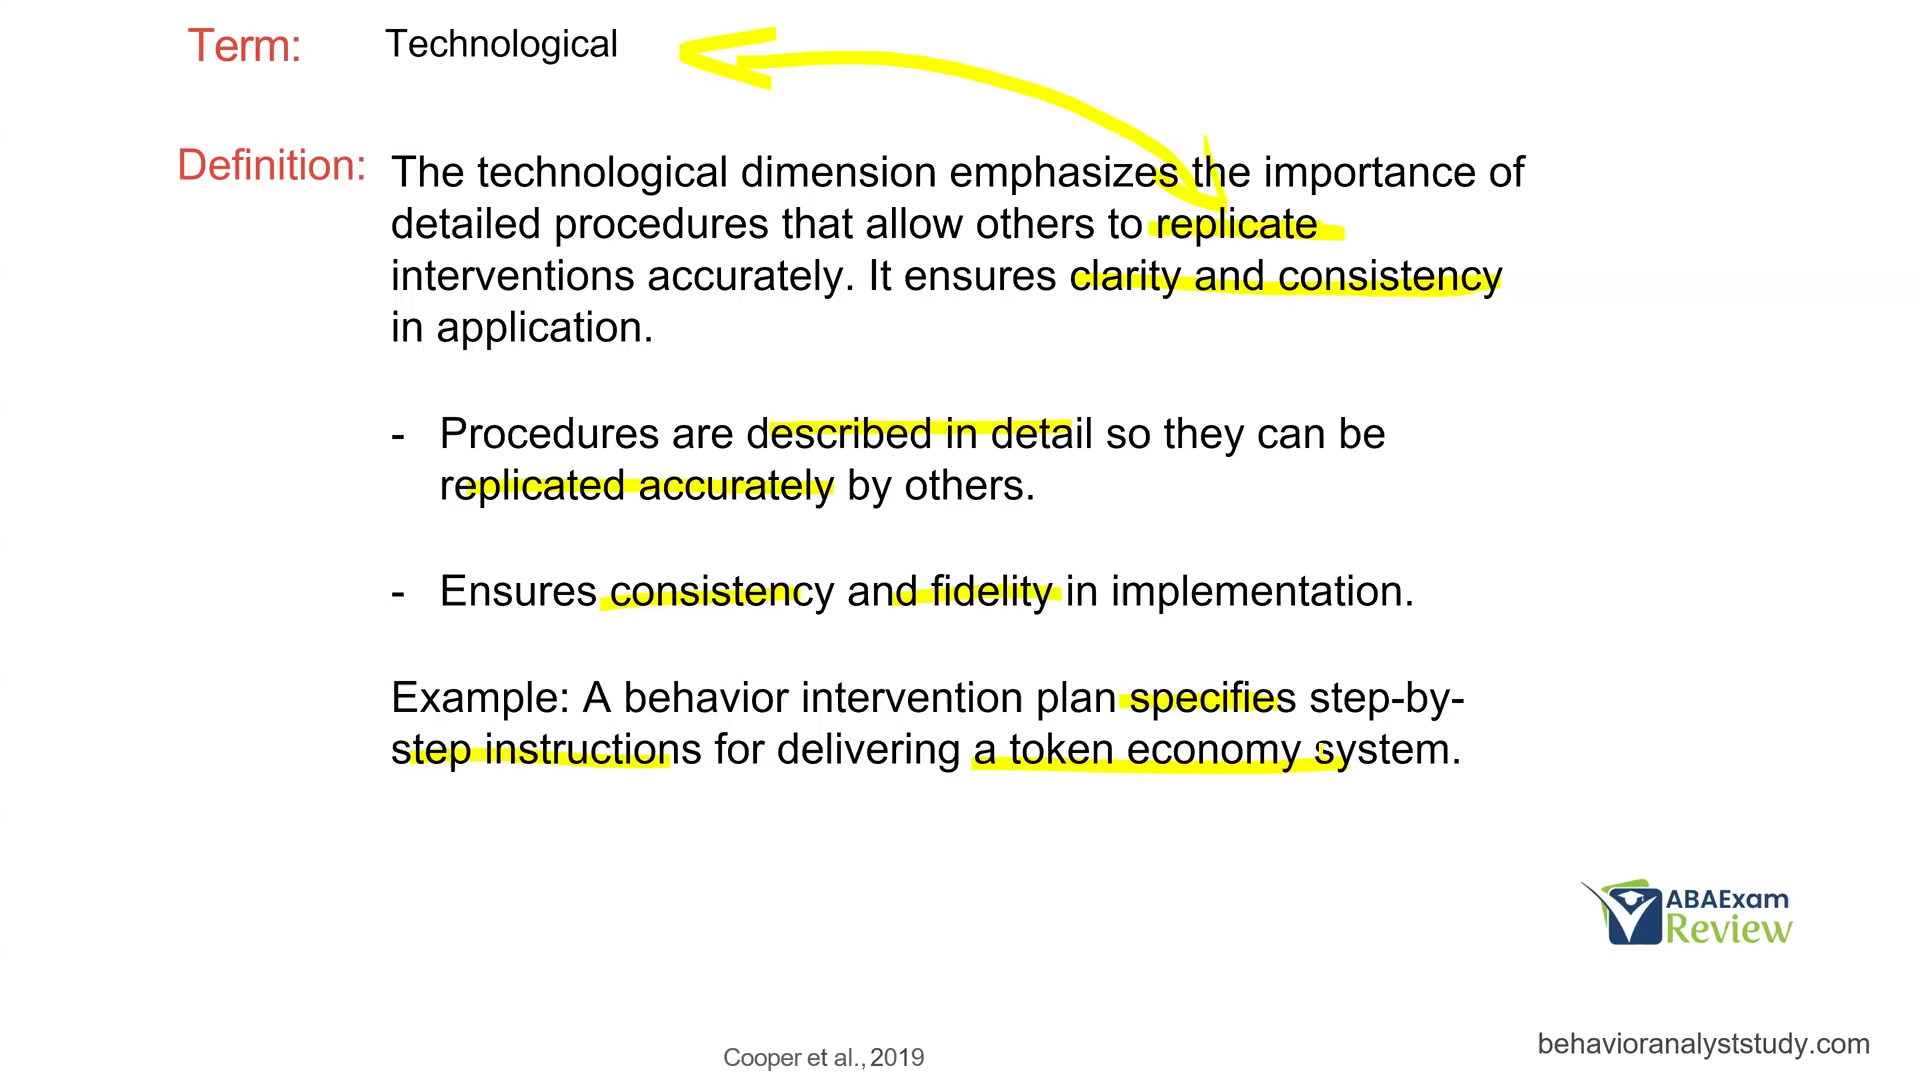 Term: Technological
Definition: The technological dimension emphasizes the importance of
detailed procedures that allow others to replicate
interventions accurately. It ensures clarity and consistency
in application.
- Procedures are described in detail so they can be
replicated accurately by others.
- Ensures consistency and fidelity in implementation.
Example: A behavior intervention plan specifies step-by-
step instructions for delivering a token economy system.
ABAExam
Review
behavioranalyststudy.com
Cooper et al., 2019